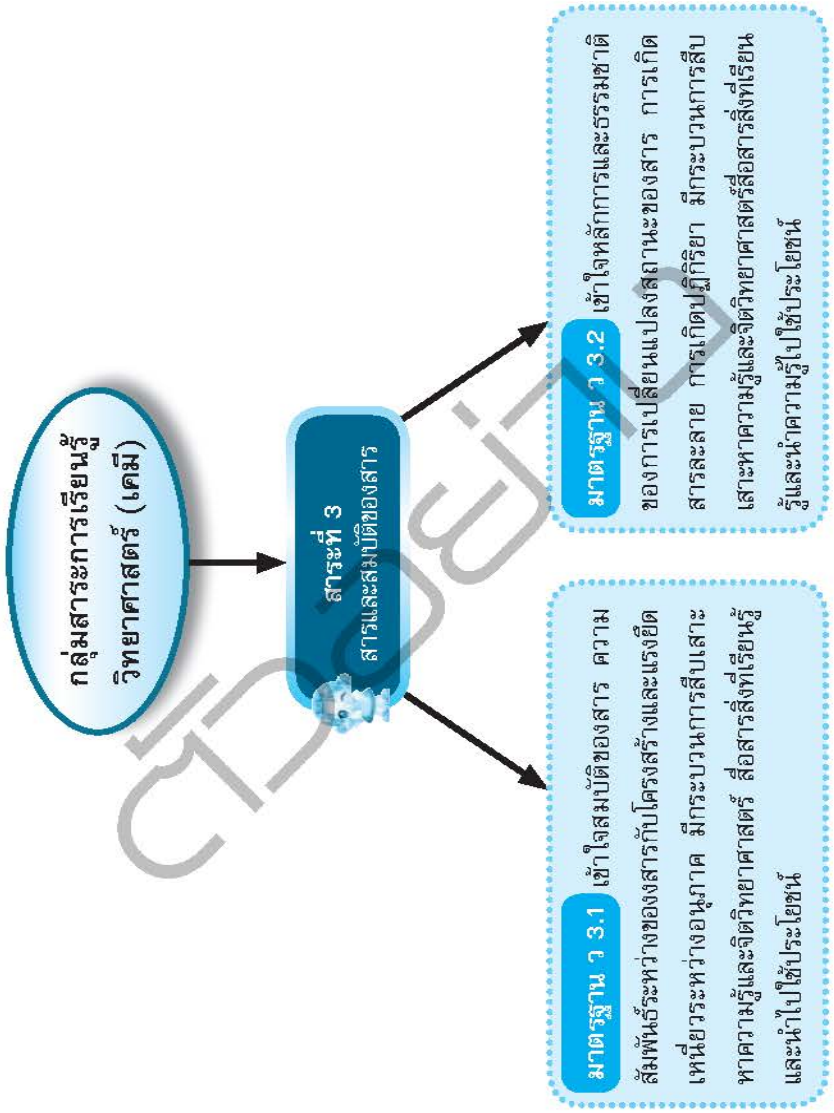 กลุ่มสาระการเรียนรู้
วิทยาศาสตร์ (เคมี)
สาระที่ 3
สารและสมบัติของสาร
มาตรฐาน ว 3.1 เข้าใจสมบัติของสาร ความ
สัมพันธ์ระหว่างของสารกับโครงสร้างและแรงยึด
เหนี่ยวระหว่างอนุภาค มีกระบวนการสืบเสาะ
หาความรู้และจิตวิทยาศาสตร์ สื่อสารสิ่งที่เรียนรู้
และนำไปใช้ประโยชน์
มาตรฐาน ว 3.2 เข้าใจหลักการและธรรมชาติ
ของการเปลี่ยนแปลงสถานะของสาร การเกิด
สารละลาย การเกิดปฏิกิริยา มีกระบวนการสืบ
เสาะหาความรู้และจิตวิทยาศาสตร์สื่อสารสิ่งที่เรียน
รู้และนำความรู้ไปใช้ประโยชน์
ตัวอย่าง